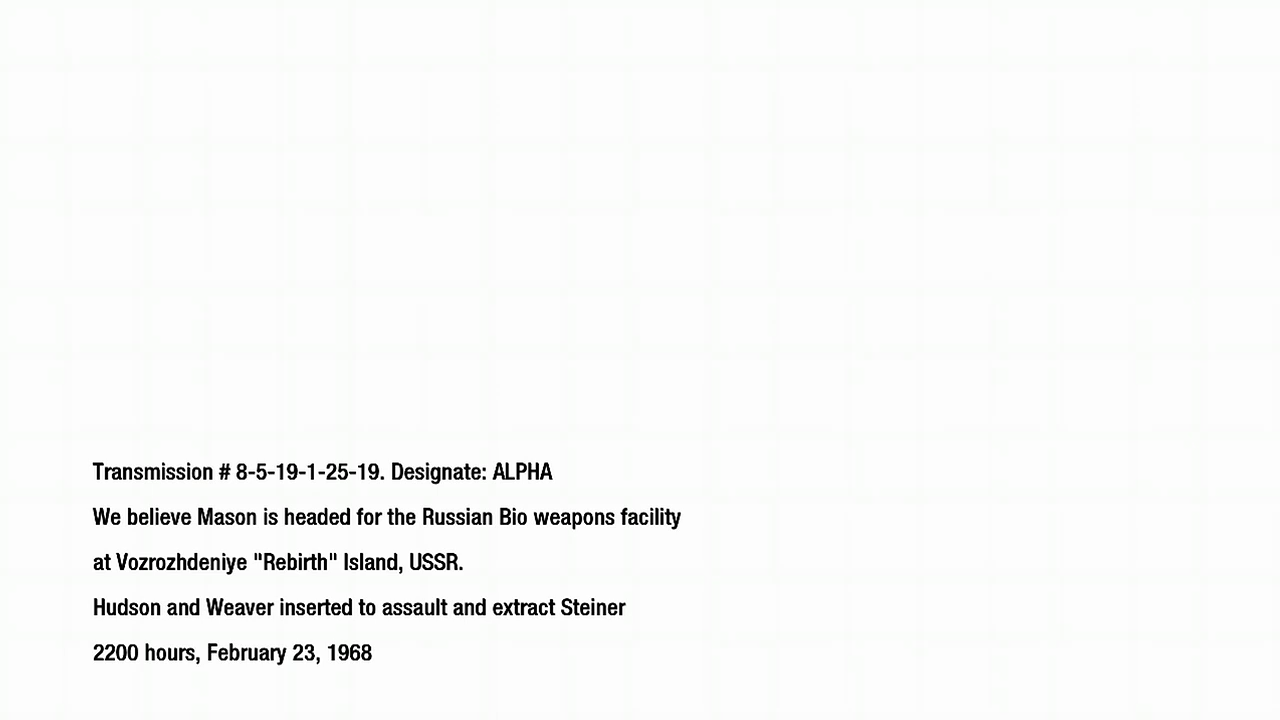 Transmission # 8-5-19-1-25-19. Designate: ALPHA
We believe Mason is headed for the Russian Bio weapons facility
at Vozrozhdeniye "Rebirth" Island, USSR.
Hudson and Weaver inserted to assault and extract Steiner
2200 hours, February 23, 1968